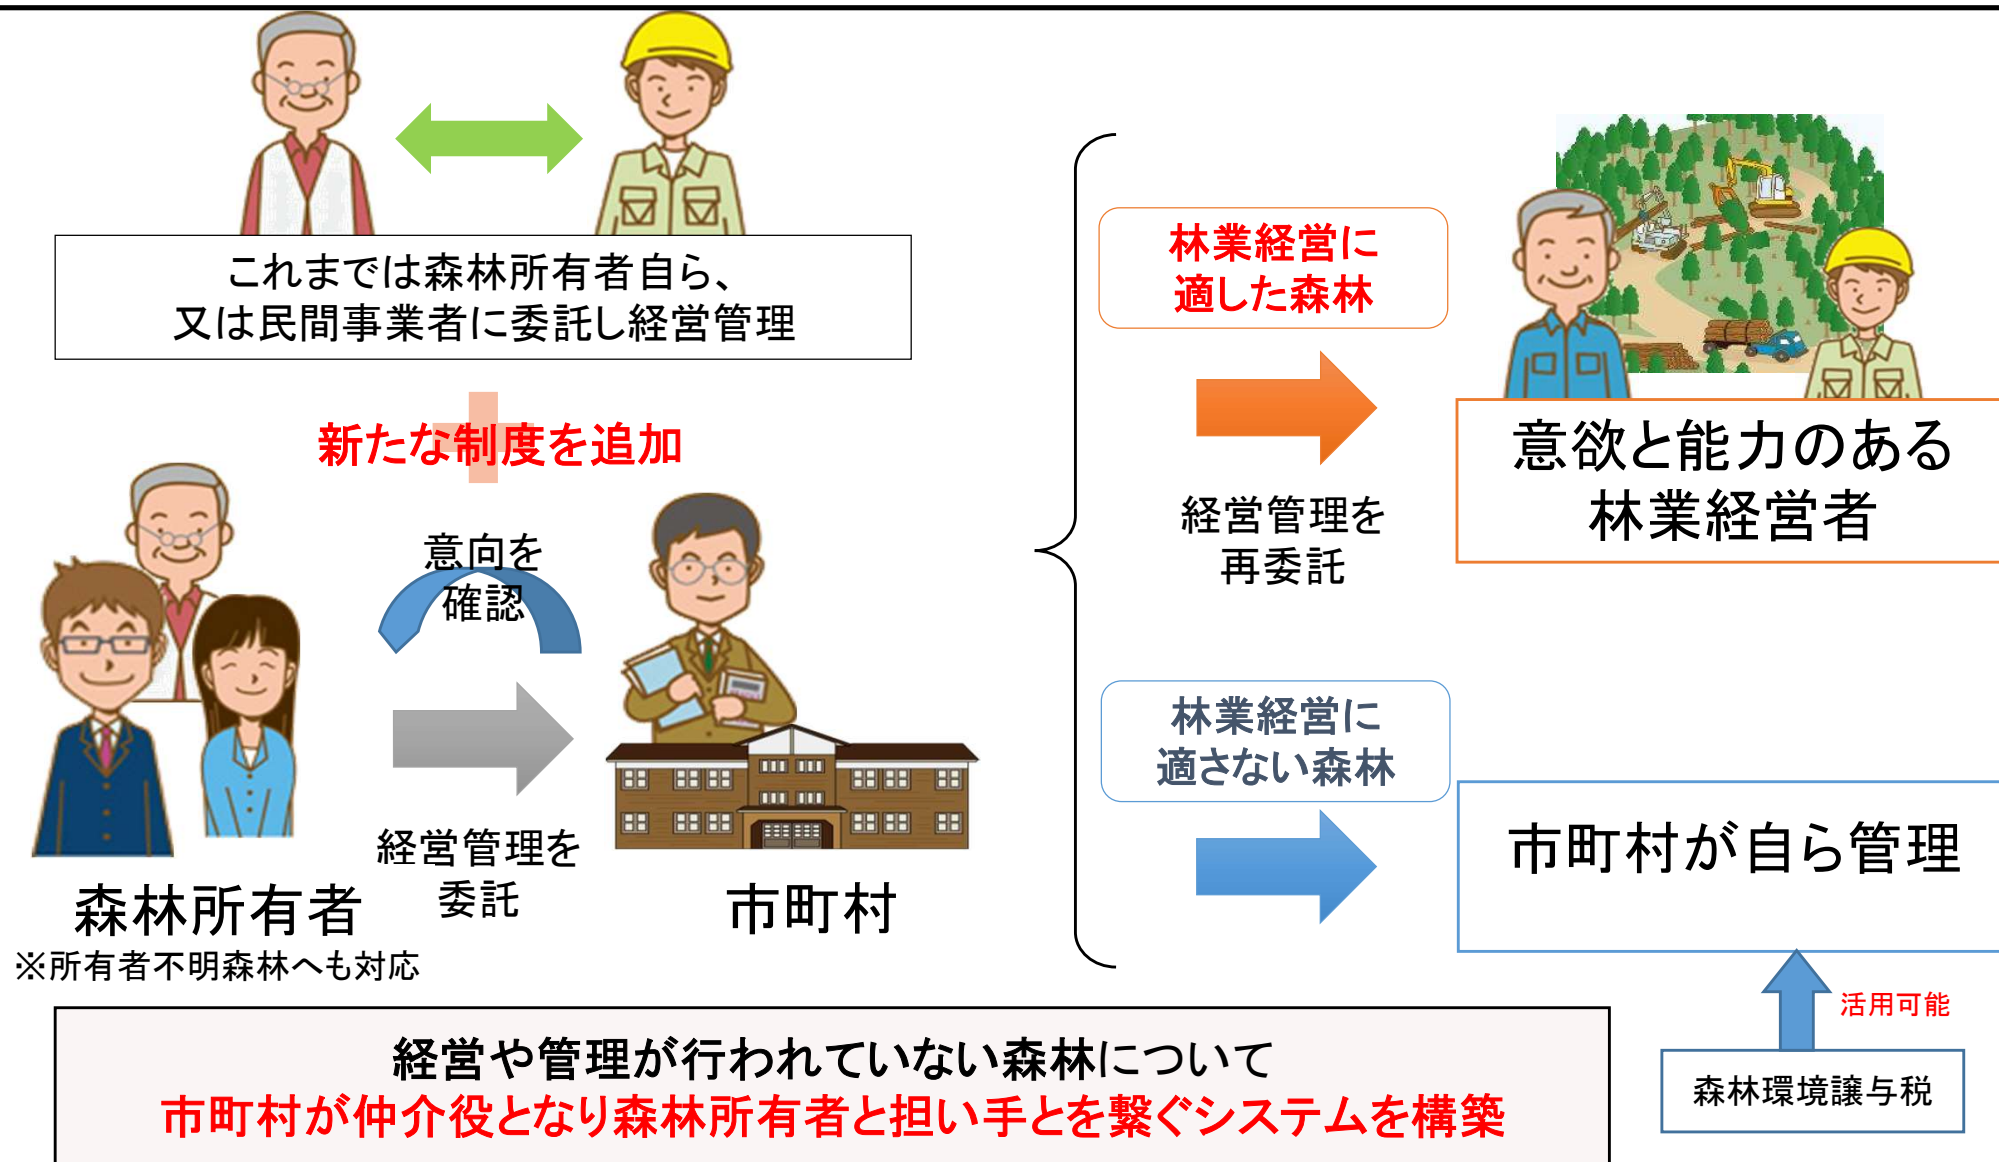 これまでは森林所有者自ら、
又は民間事業者に委託し経営管理
新たな制度を追加
意向を
確認
経営管理を
委託
森林所有者
※所有者不明森林へも対応
市町村
林業経営に
適した森林
経営管理を
再委託
意欲と能力のある
林業経営者
林業経営に
適さない森林
市町村が自ら管理
活用可能
森林環境譲与税
経営や管理が行われていない森林について
市町村が仲介役となり森林所有者と担い手とを繋ぐシステムを構築